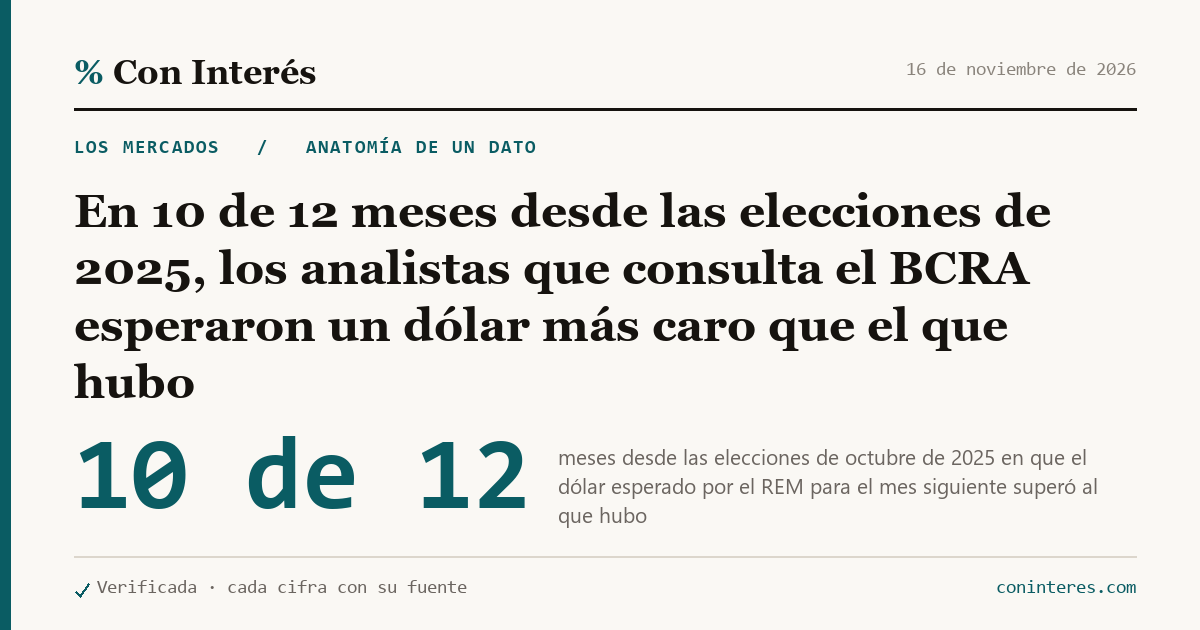 % Con Interés
16 de noviembre de 2026
LOS MERCADOS / ANATOMÍA DE UN DATO
En 10 de 12 meses desde las elecciones de
2025, los analistas que consulta el BCRA
esperaron un dólar más caro que el que
hubo
10 de 12
meses desde las elecciones de octubre de 2025 en que el
dólar esperado por el REM para el mes siguiente superó al
que hubo
✓ Verificada · cada cifra con su fuente
coninteres.com